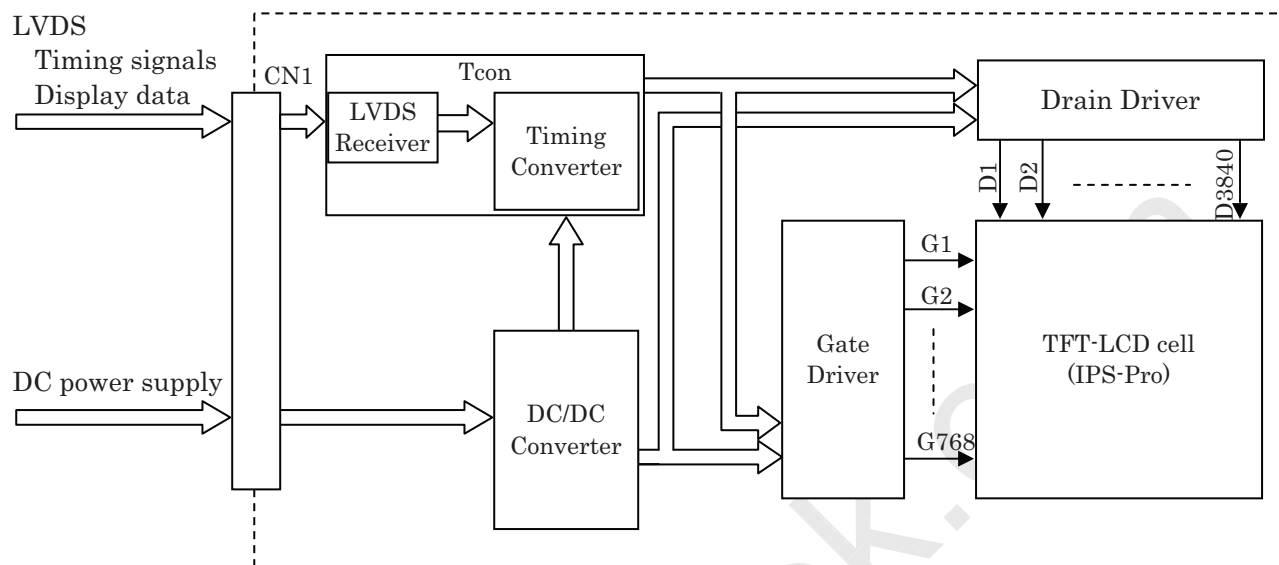 LVDS
Timing signals
Display data
CN1
Tcon
LVDS
Receiver
Timing
Converter
Drain Driver
D1
D2
D3840
G1
G2
G768
Gate
Driver
TFT-LCD cell
(IPS-Pro)
DC power supply
DC/DC
Converter